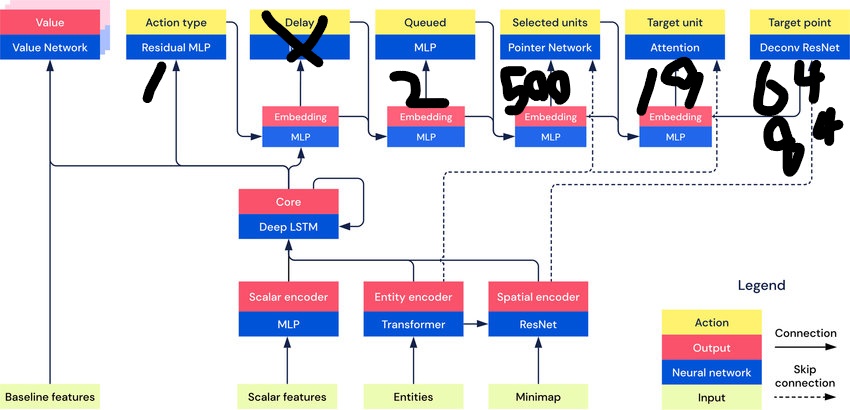 Value
Value Network
Action type
Residual MLP
Delay
Queued
MLP
Selected units
Pointer Network
Target unit
Attention
Target point
Deconv ResNet
1
2
500
19
64
84
Embedding
MLP
Embedding
MLP
Embedding
MLP
Embedding
MLP
Core
Deep LSTM
Scalar encoder
MLP
Entity encoder
Transformer
Spatial encoder
ResNet
Baseline features
Scalar features
Entities
Minimap
Legend
Action
Output
Neural network
Input
Connection
Skip
connection